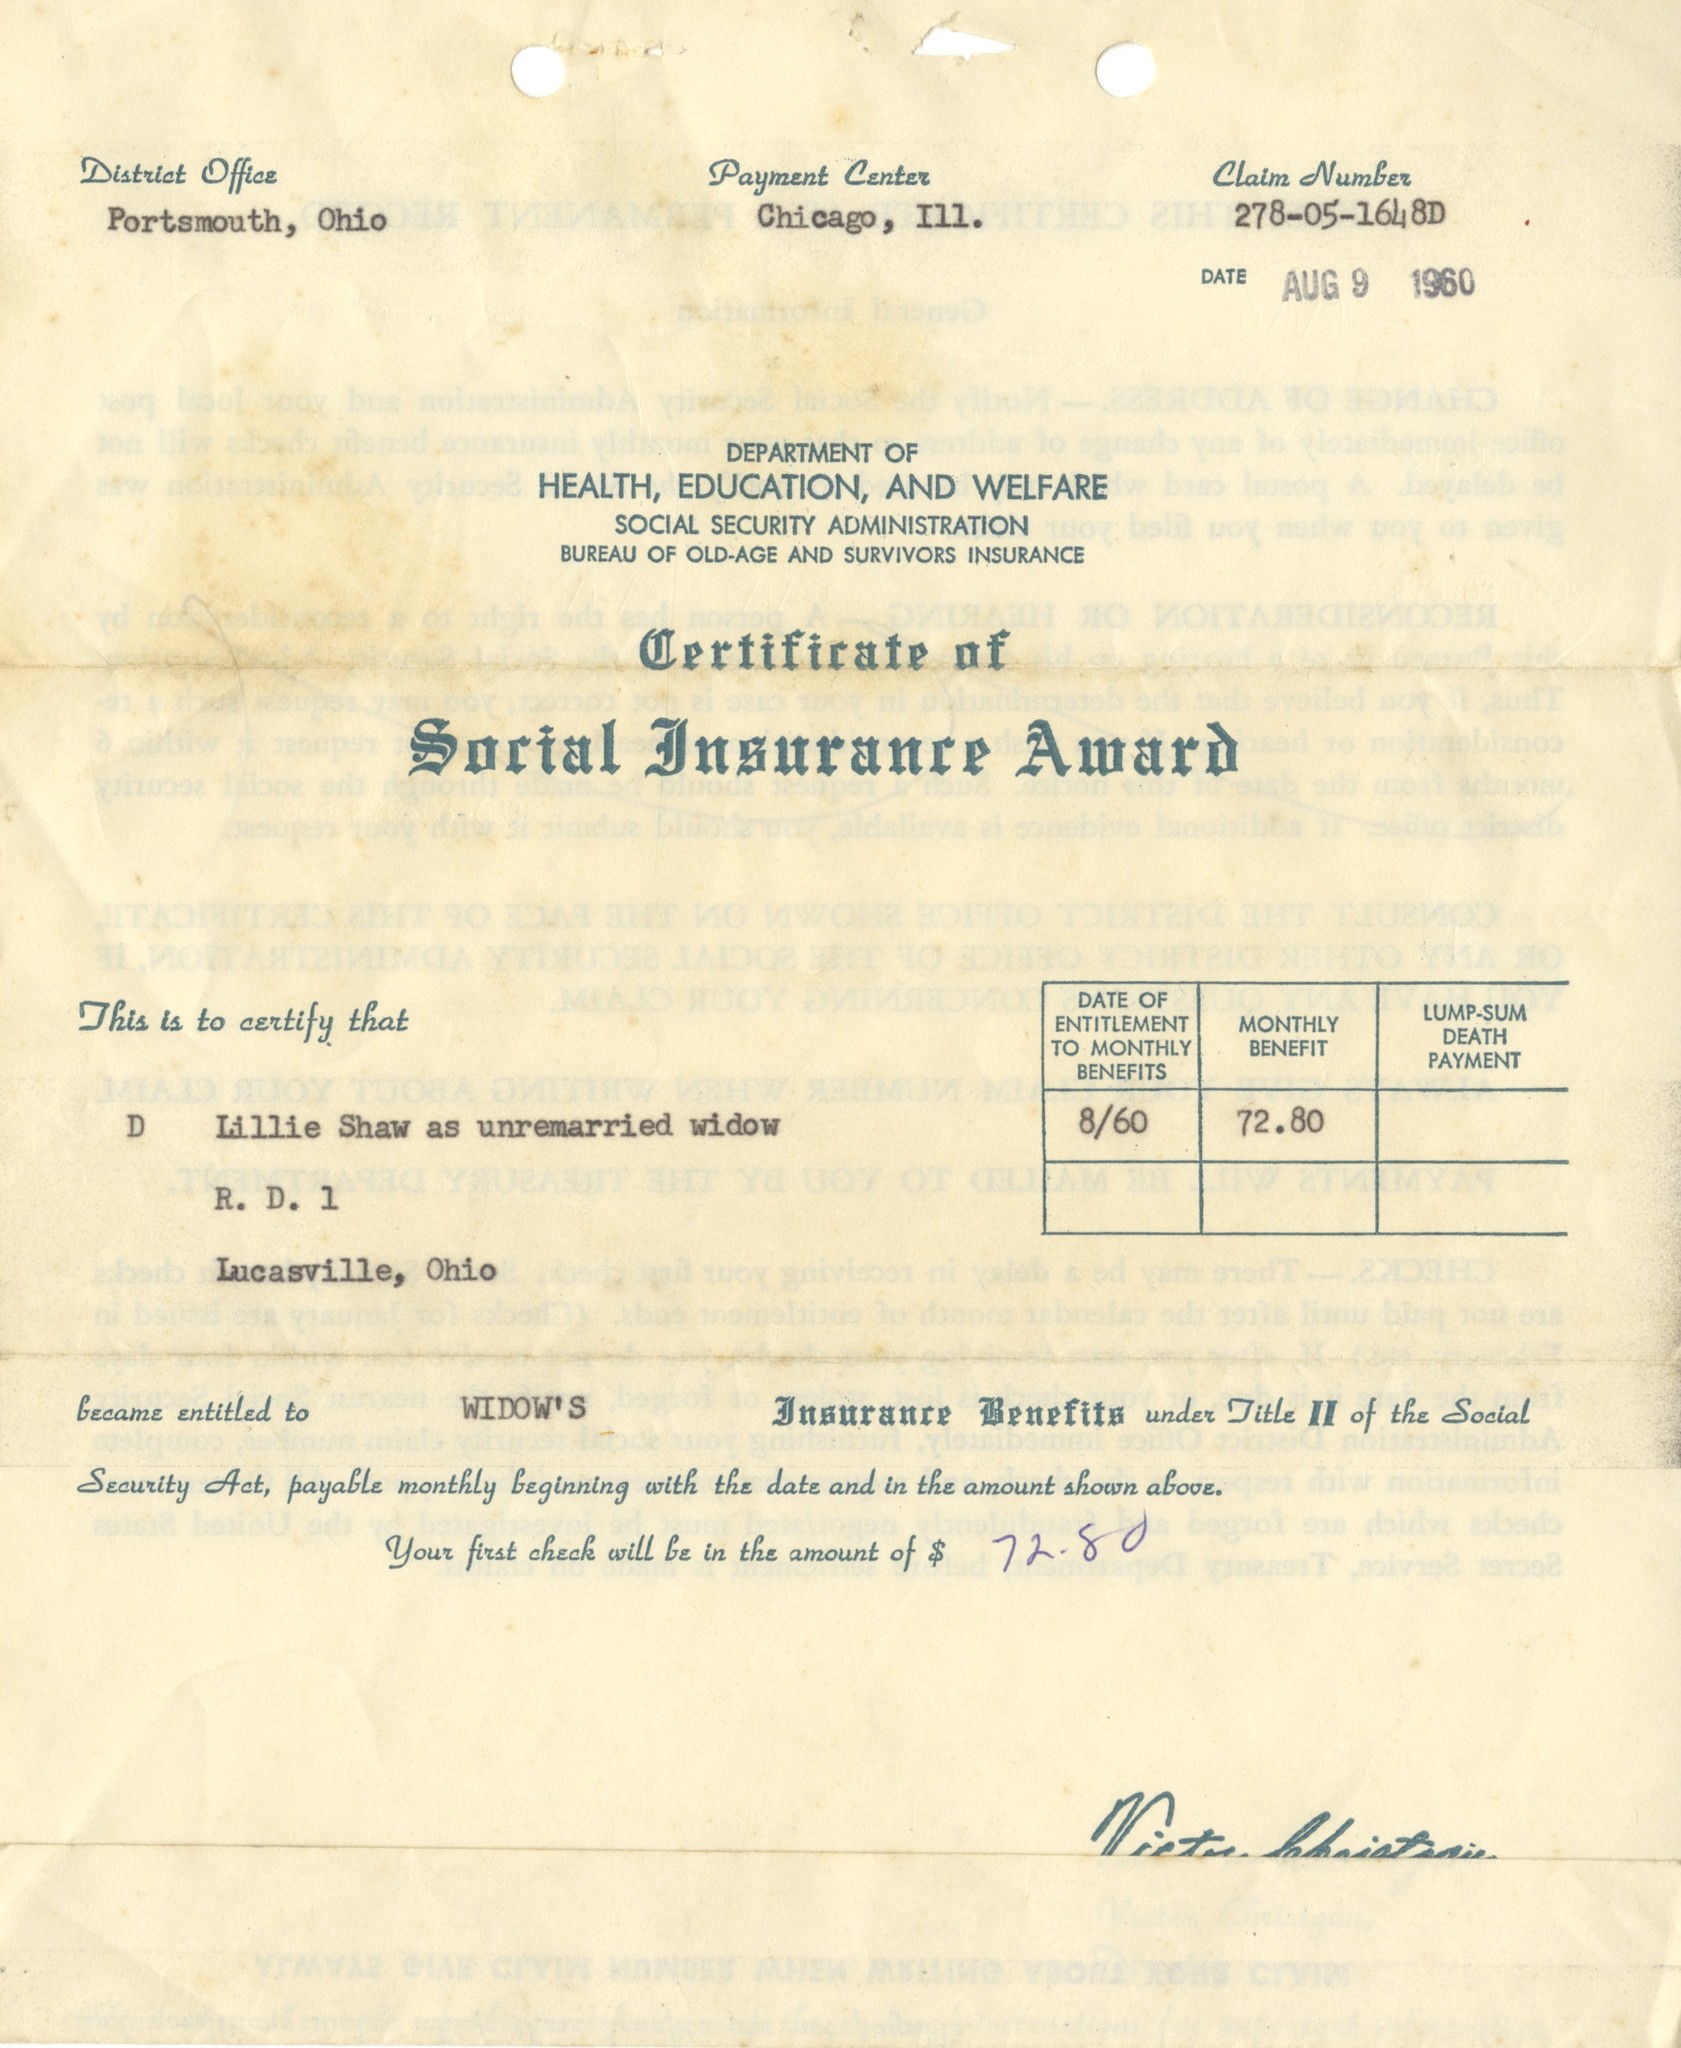 District Office Payment Center Claim Number
Portsmouth, Ohio Chicago, Ill. 278-05-1648D
DATE AUG 9 1960
DEPARTMENT OF
HEALTH, EDUCATION, AND WELFARE
SOCIAL SECURITY ADMINISTRATION
BUREAU OF OLD-AGE AND SURVIVORS INSURANCE
Certificate of
Social Insurance Award
This is to certify that
DATE OF ENTITLEMENT TO MONTHLY BENEFITS
MONTHLY BENEFIT
LUMP-SUM DEATH PAYMENT
D Lillie Shaw as unremarried widow 8/60 72.80
R. D. 1
Lucasville, Ohio
became entitled to WIDOW'S Insurance Benefits under Title II of the Social
Security Act, payable monthly beginning with the date and in the amount shown above.
Your first check will be in the amount of $ 72.80